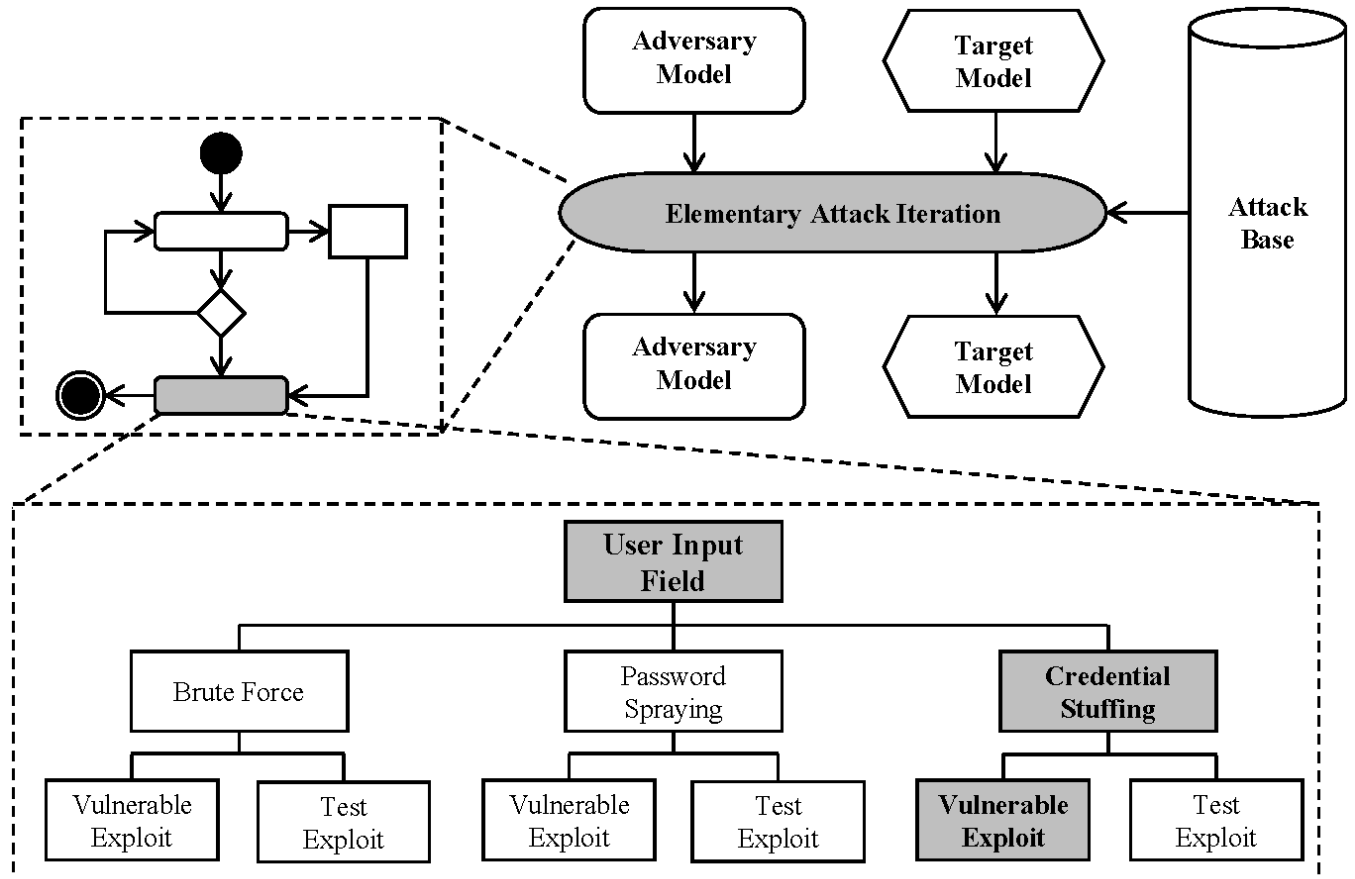 Adversary
Model
Target
Model
Elementary Attack Iteration
Attack
Base
Adversary
Model
Target
Model
User Input
Field
Brute Force
Password
Spraying
Credential
Stuffing
Vulnerable
Exploit
Test
Exploit
Vulnerable
Exploit
Test
Exploit
Vulnerable
Exploit
Test
Exploit